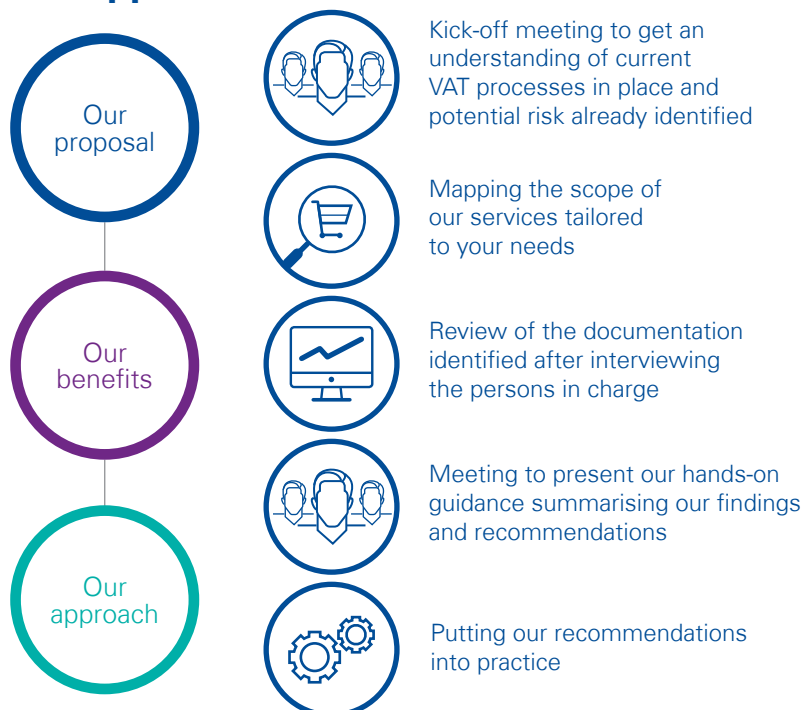 Our
proposal
Our
benefits
Our
approach
Kick-off meeting to get an
understanding of current
VAT processes in place and
potential risk already identified
Mapping the scope of
our services tailored
to your needs
Review of the documentation
identified after interviewing
the persons in charge
Meeting to present our hands-on
guidance summarising our findings
and recommendations
Putting our recommendations
into practice